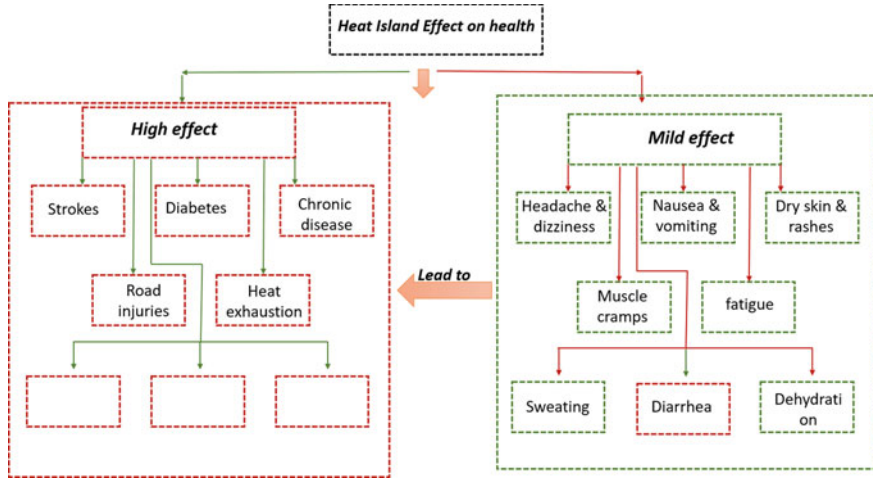 Heat Island Effect on health
High effect
Strokes
Diabetes
Chronic
disease
Road
injuries
Heat
exhaustion
Lead to
Mild effect
Headache &
dizziness
Nausea &
vomiting
Dry skin &
rashes
Muscle
cramps
fatigue
Sweating
Diarrhea
Dehydrati
on